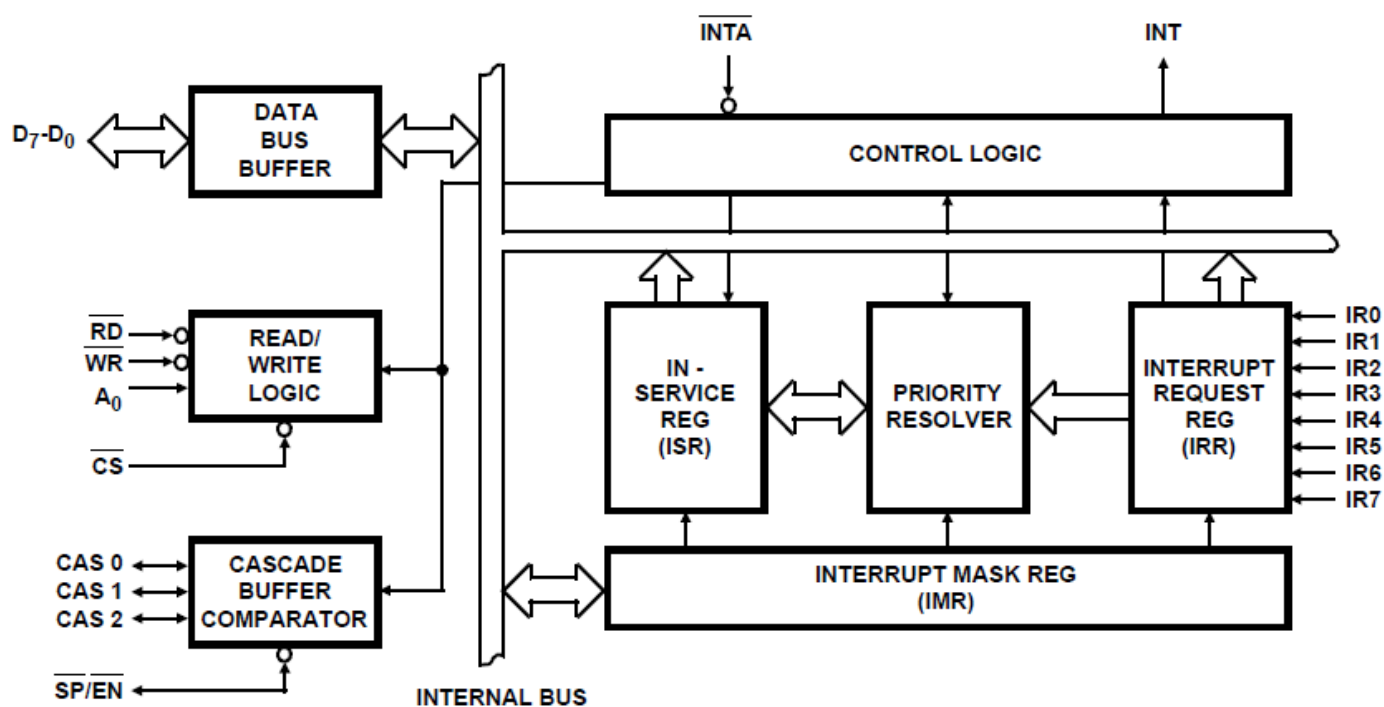 INTA
INT
D7-D0
DATA
BUS
BUFFER
CONTROL LOGIC
RD
WR
A0
CS
READ/
WRITE
LOGIC
IN -
SERVICE
REG
(ISR)
PRIORITY
RESOLVER
INTERRUPT
REQUEST
REG
(IRR)
IR0
IR1
IR2
IR3
IR4
IR5
IR6
IR7
CAS 0
CAS 1
CAS 2
CASCADE
BUFFER
COMPARATOR
INTERRUPT MASK REG
(IMR)
SP/EN
INTERNAL BUS